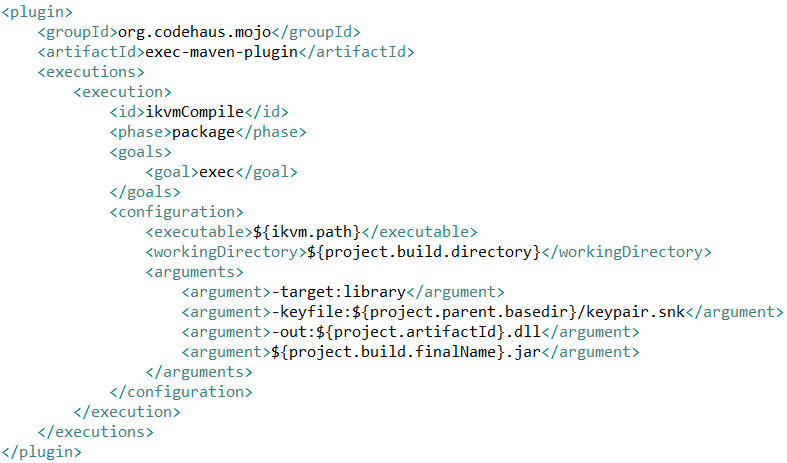 <plugin>
    <groupId>org.codehaus.mojo</groupId>
    <artifactId>exec-maven-plugin</artifactId>
    <executions>
        <execution>
            <id>ikvmCompile</id>
            <phase>package</phase>
            <goals>
                <goal>exec</goal>
            </goals>
            <configuration>
                <executable>${ikvm.path}</executable>
                <workingDirectory>${project.build.directory}</workingDirectory>
                <arguments>
                    <argument>-target:library</argument>
                    <argument>-keyfile:${project.parent.basedir}/keypair.snk</argument>
                    <argument>-out:${project.artifactId}.dll</argument>
                    <argument>${project.build.finalName}.jar</argument>
                </arguments>
            </configuration>
        </execution>
    </executions>
</plugin>